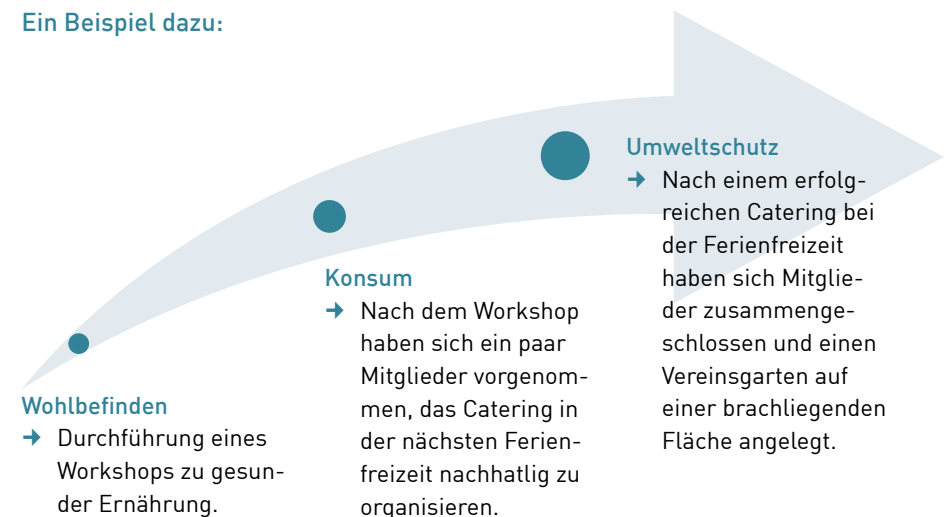 Ein Beispiel dazu:
Wohlbefinden
→ Durchführung eines
Workshops zu gesun-
der Ernährung.
Konsum
→ Nach dem Workshop
haben sich ein paar
Mitglieder vorgenom-
men, das Catering in
der nächsten Ferien-
freizeit nachhatlig zu
organisieren.
Umweltschutz
→ Nach einem erfolg-
reichen Catering bei
der Ferienfreizeit
haben sich Mitglie-
der zusammenge-
schlossen und einen
Vereinsgarten auf
einer brachliegenden
Fläche angelegt.